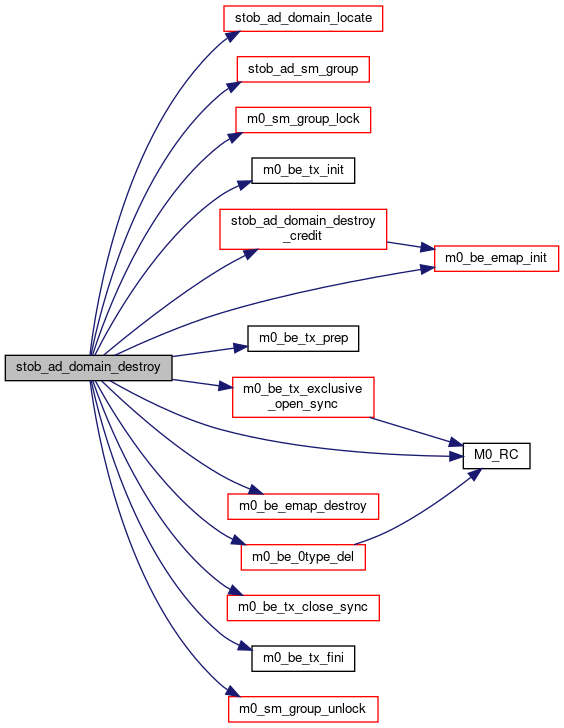 stob_ad_domain_locate
stob_ad_sm_group
m0_sm_group_lock
m0_be_tx_init
stob_ad_domain_destroy
_credit
m0_be_emap_init
m0_be_tx_prep
stob_ad_domain_destroy
m0_be_tx_exclusive
_open_sync
M0_RC
m0_be_emap_destroy
m0_be_0type_del
m0_be_tx_close_sync
m0_be_tx_fini
m0_sm_group_unlock